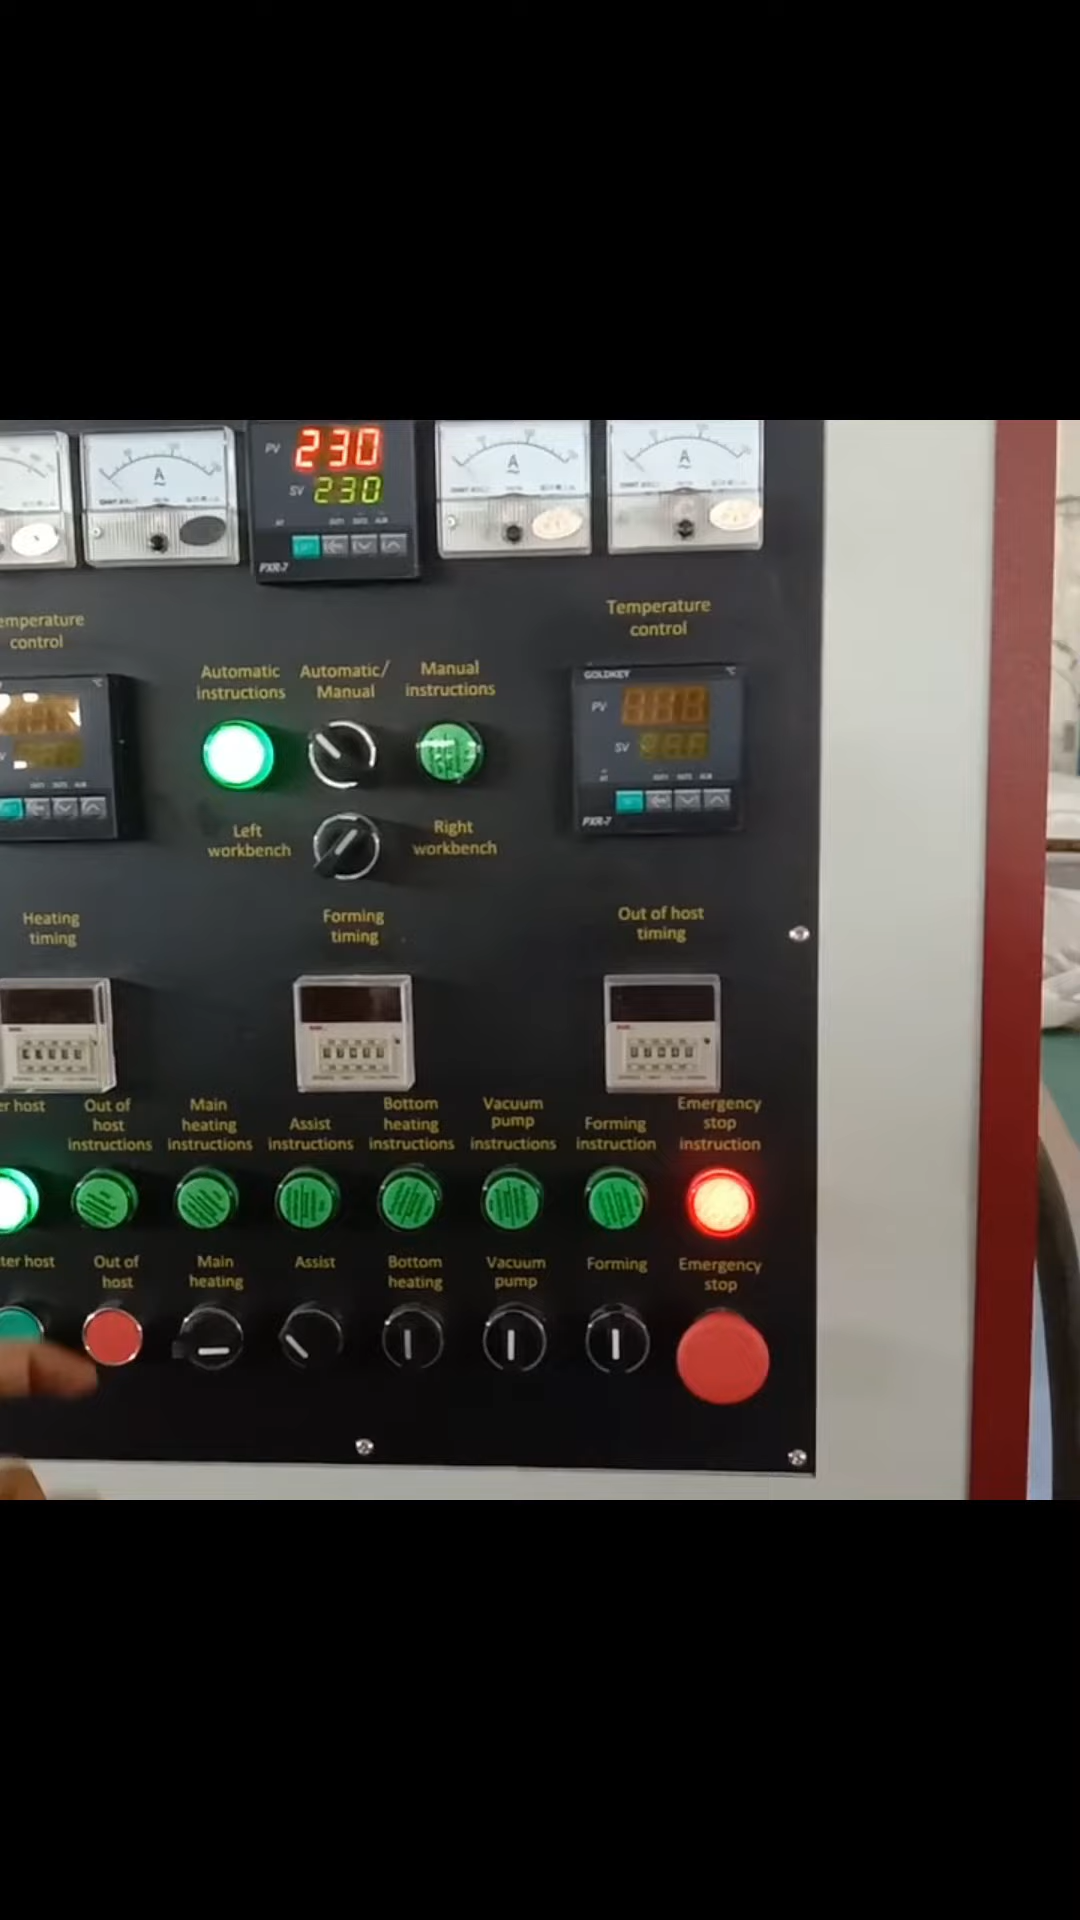 A
PV 230
SV 230
A
A
PXR-7
emperature
control
Temperature
control
Automatic
instructions
Automatic/
Manual
Manual
instructions
GOLDKEY
℃
PV
SV
PXR-7
Left
workbench
Right
workbench
Heating
timing
Forming
timing
Out of host
timing
er host
Out of
host
instructions
Main
heating
instructions
Assist
instructions
Bottom
heating
instructions
Vacuum
pump
instructions
Forming
instruction
Emergency
stop
instruction
ter host
Out of
host
Main
heating
Assist
Bottom
heating
Vacuum
pump
Forming
Emergency
stop